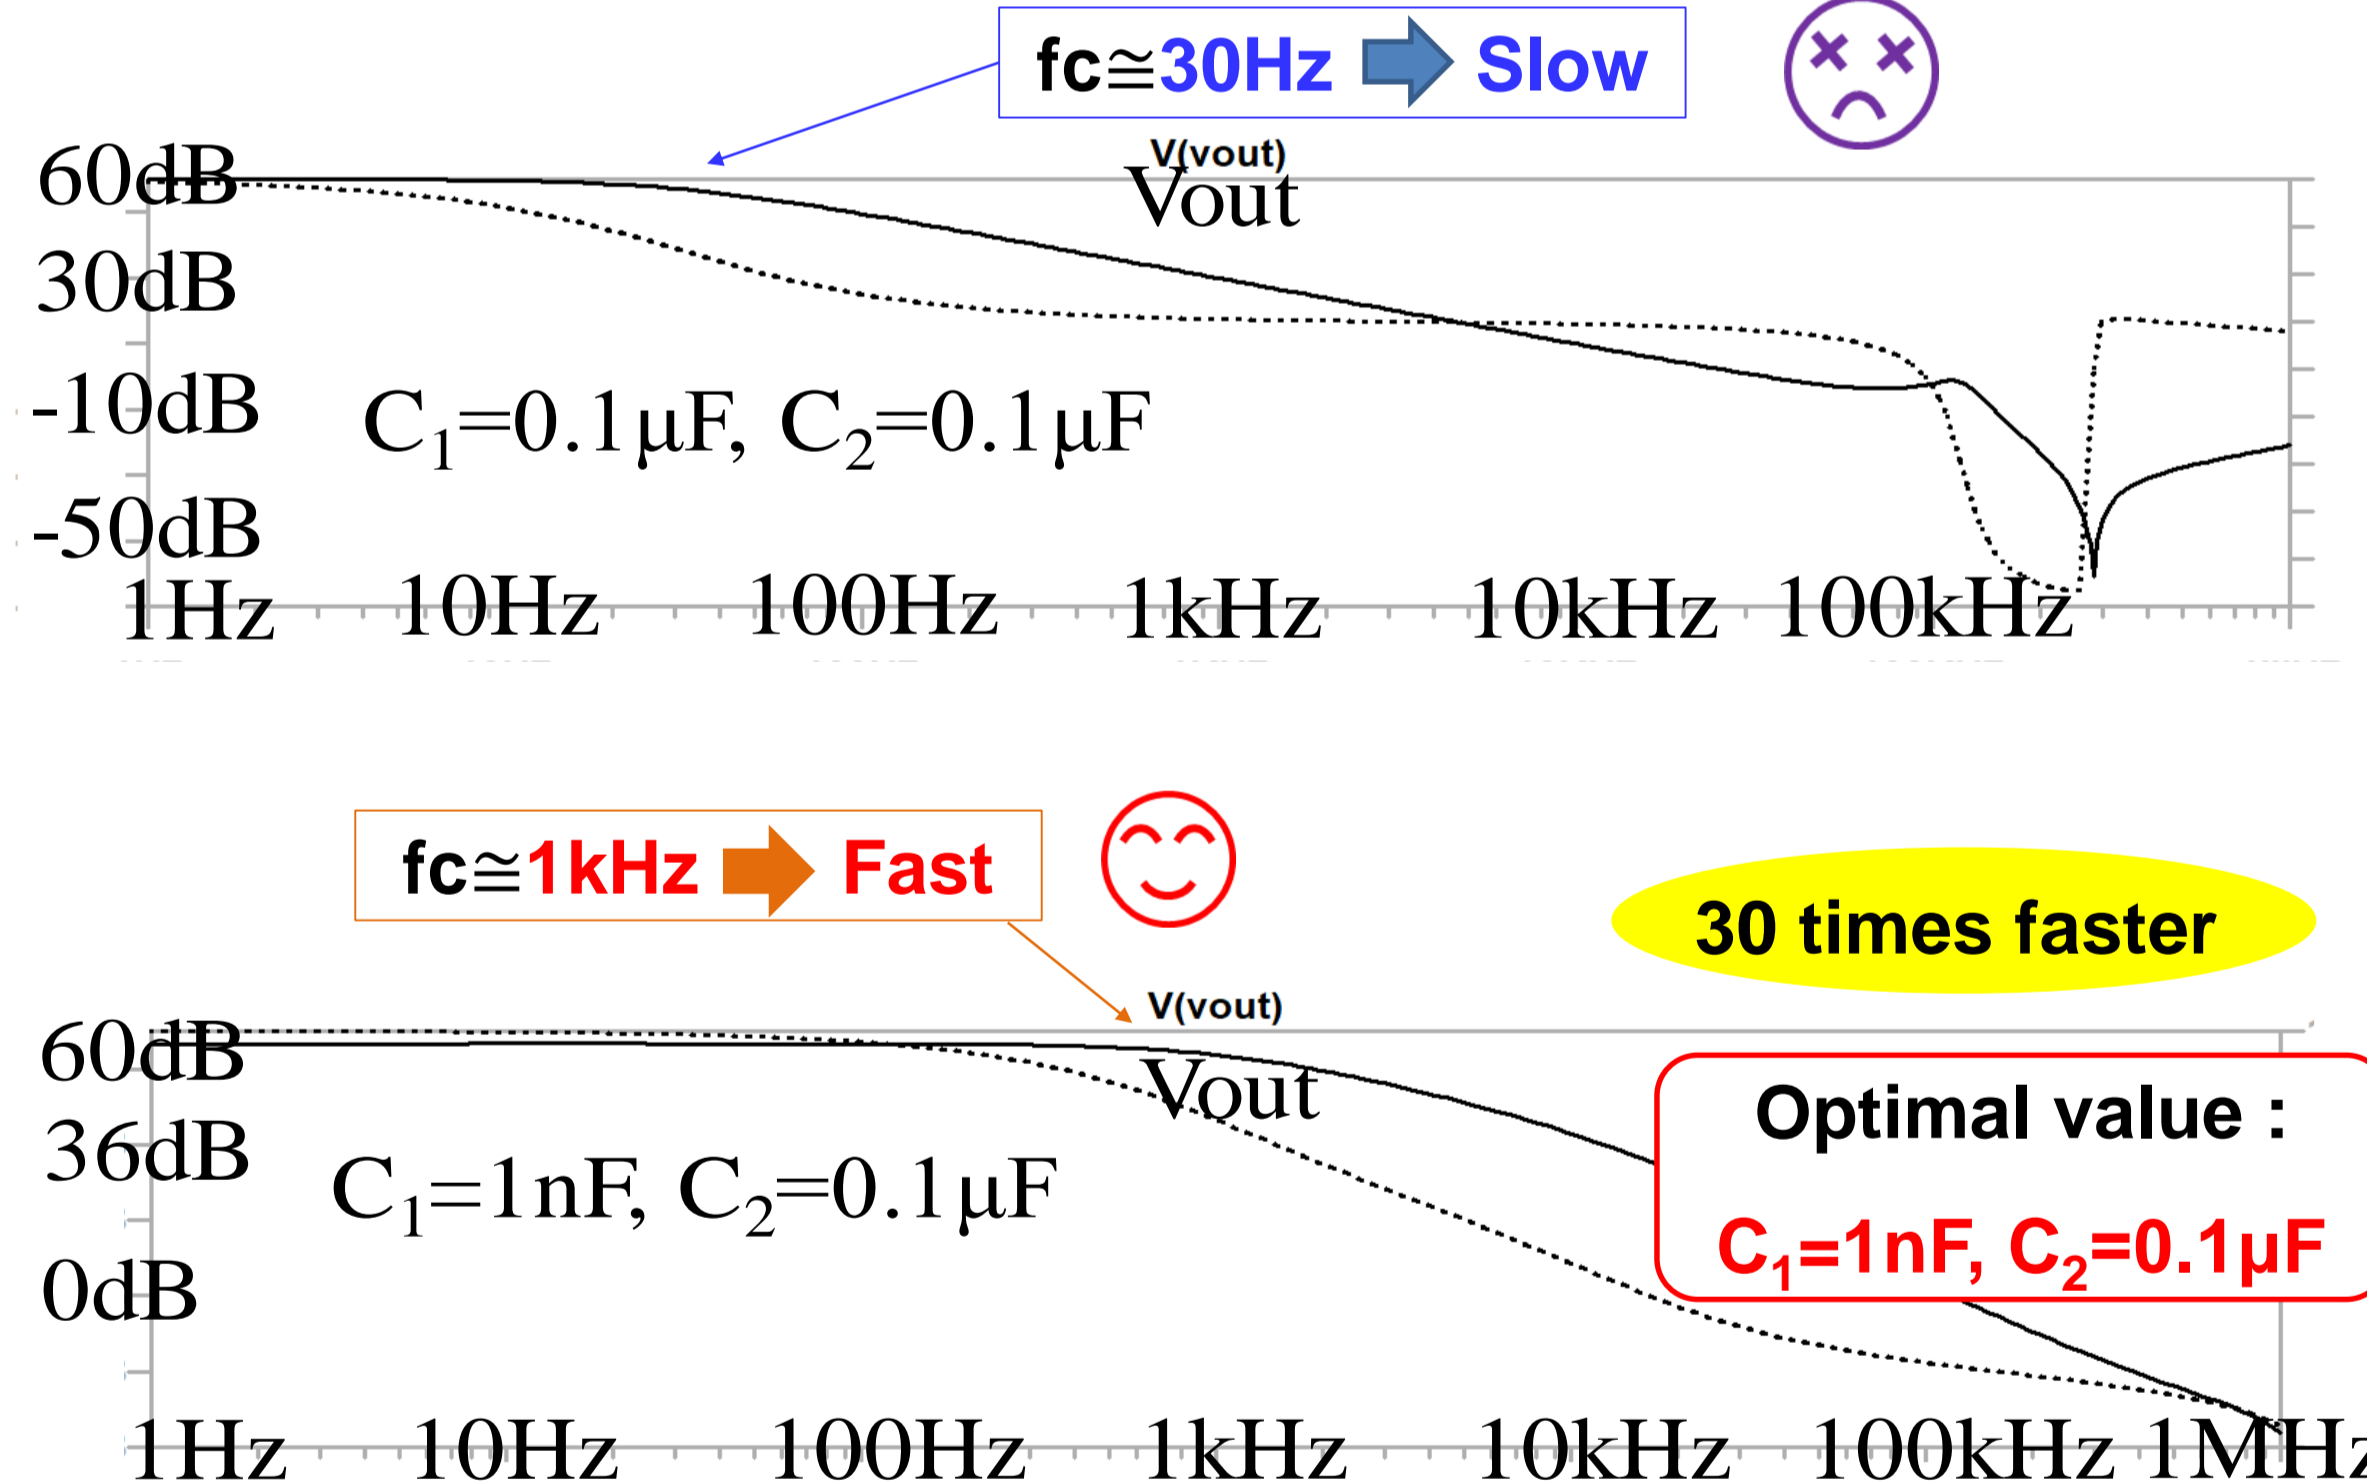 fc≅30Hz Slow
V(vout)
Vout
60dB
30dB
-10dB
C1=0.1µF, C2=0.1µF
-50dB
1Hz 10Hz 100Hz 1kHz 10kHz 100kHz
fc≅1kHz Fast
30 times faster
V(vout)
Vout
60dB
36dB
C1=1nF, C2=0.1µF
Optimal value :
C1=1nF, C2=0.1µF
0dB
1Hz 10Hz 100Hz 1kHz 10kHz 100kHz 1MHz